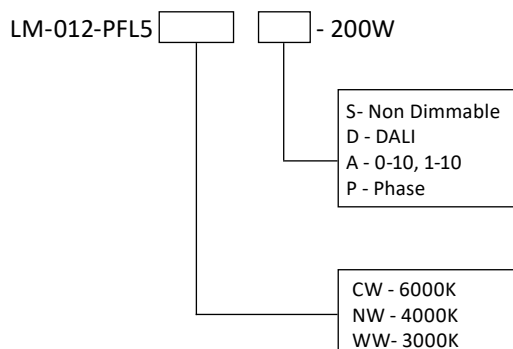 LM-012-PFL5 - 200W
S- Non Dimmable
D - DALI
A - 0-10, 1-10
P - Phase
CW - 6000K
NW - 4000K
WW- 3000K